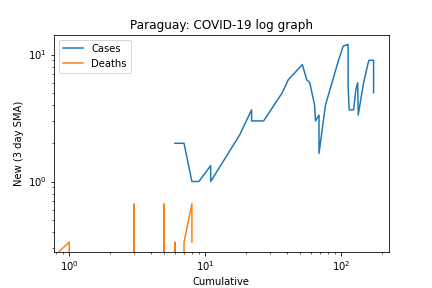 Paraguay: COVID-19 log graph
Cases
Deaths
New (3 day SMA)
10¹
10⁰
10⁰
10¹
10²
Cumulative